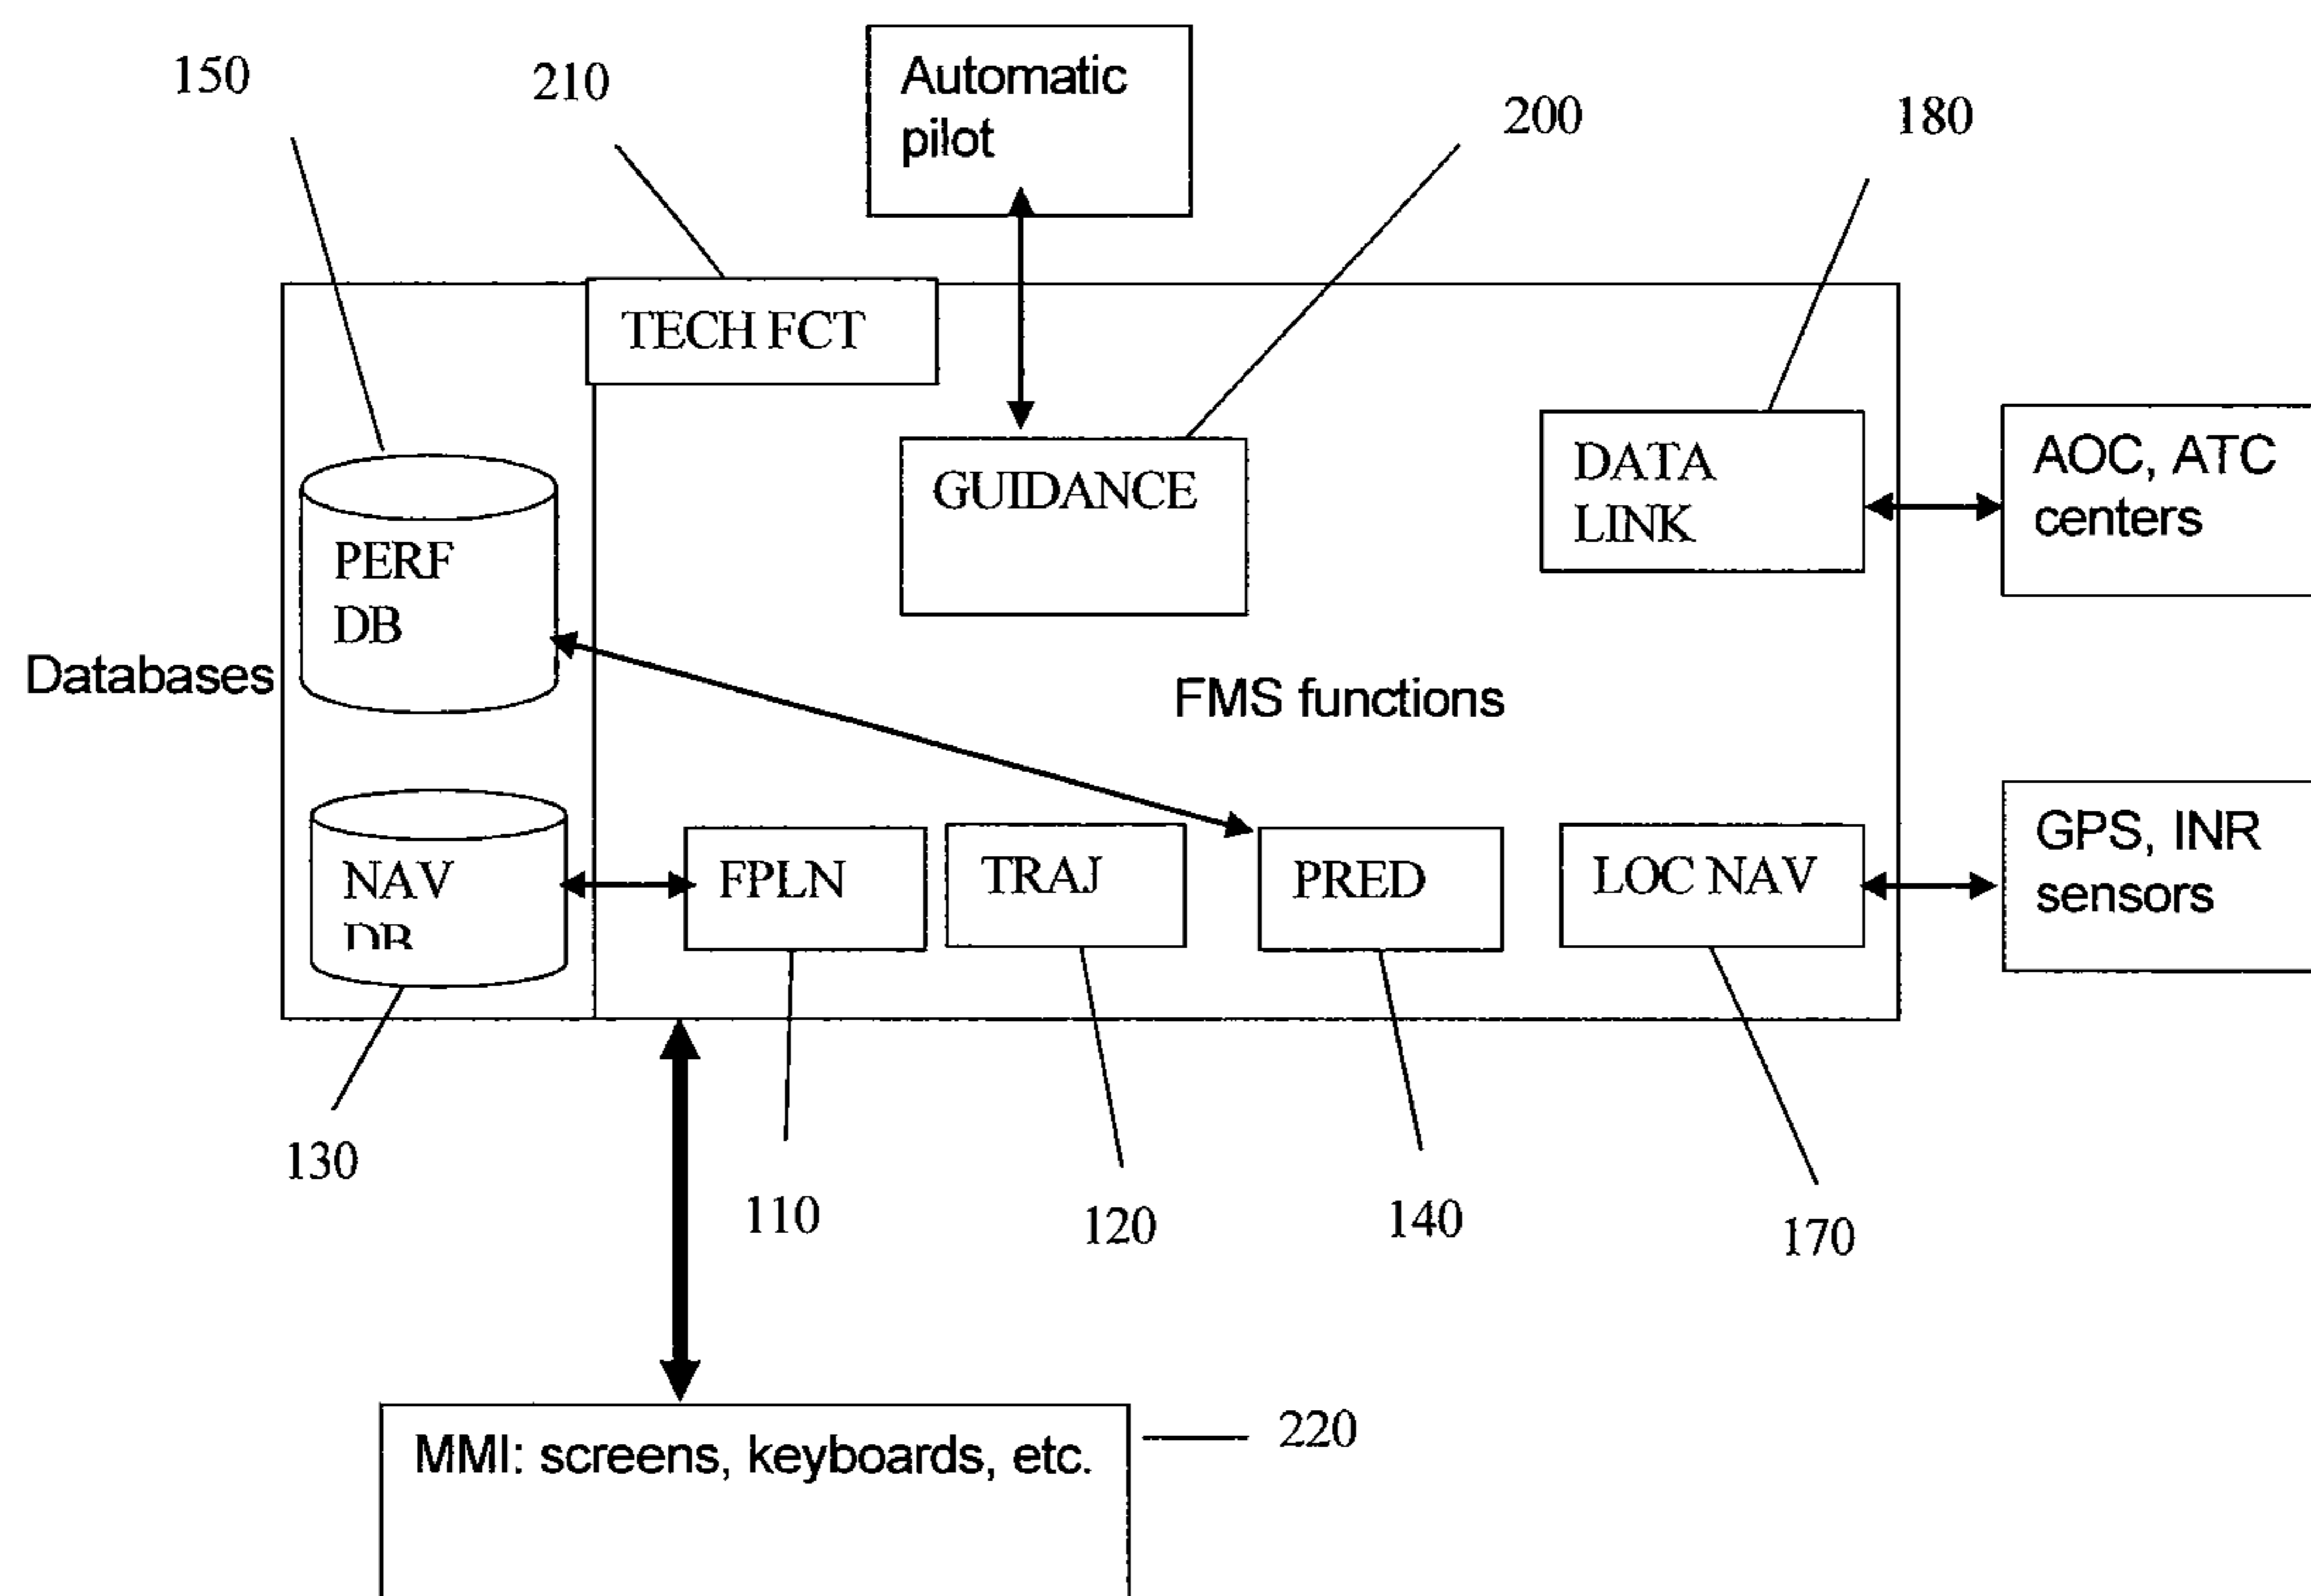 150
210
Automatic
pilot
200
180
TECH FCT
GUIDANCE
DATA
LINK
AOC, ATC
centers
PERF
DB
Databases
FMS functions
NAV
DB
FPLN
TRAJ
PRED
LOC NAV
GPS, INR
sensors
130
110
120
140
170
MMI: screens, keyboards, etc.
220